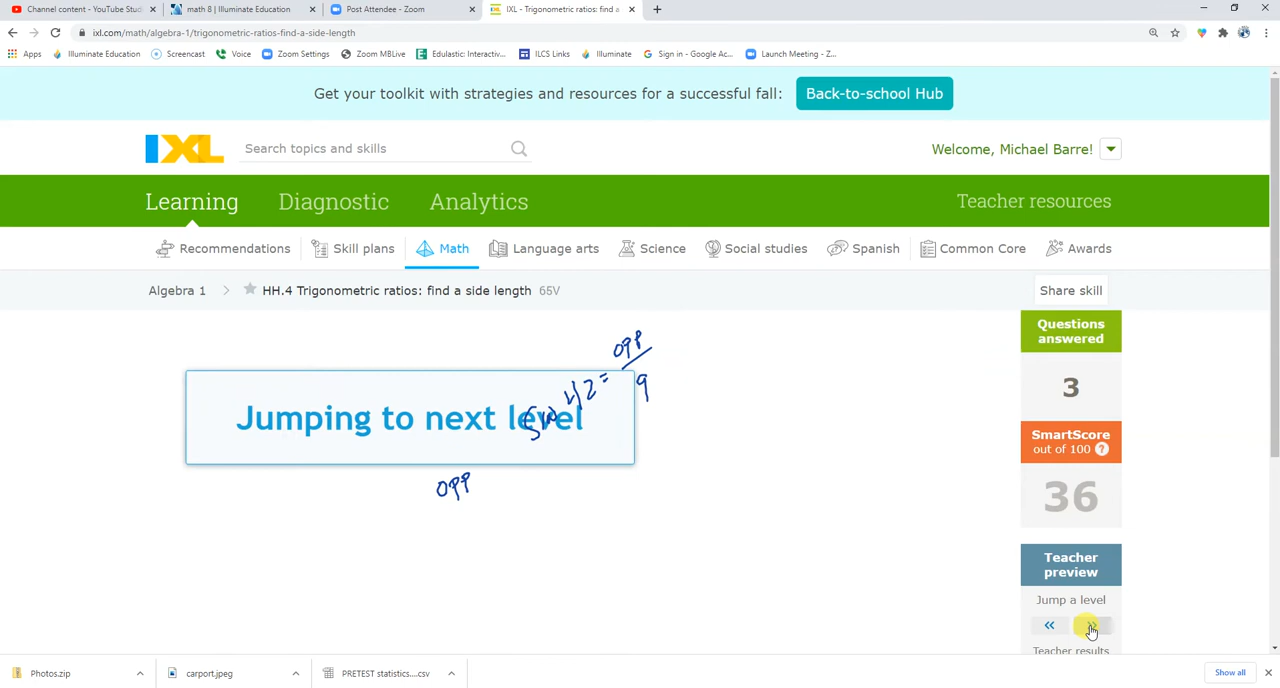 Channel content - YouTube Stud
math 8 | Illuminate Education
Post Attendee - Zoom
IXL - Trigonometric ratios: find a
ixl.com/math/algebra-1/trigonometric-ratios-find-a-side-length
Apps Illuminate Education Screencast Voice Zoom Settings Zoom MBLive Edulastic: Interactiv... ILCS Links Illuminate Sign in - Google Ac... Launch Meeting - Z...
Get your toolkit with strategies and resources for a successful fall: Back-to-school Hub
IXL Search topics and skills Welcome, Michael Barre!
Learning Diagnostic Analytics Teacher resources
Recommendations Skill plans Math Language arts Science Social studies Spanish Common Core Awards
Algebra 1 > HH.4 Trigonometric ratios: find a side length 65V Share skill
Questions answered
3
SmartScore
out of 100 ?
36
Teacher preview
Jump a level
<< >>
Teacher results
Jumping to next level
opp
sin = 
9
opp
Photos.zip carport.jpeg PRETEST statistics....csv Show all